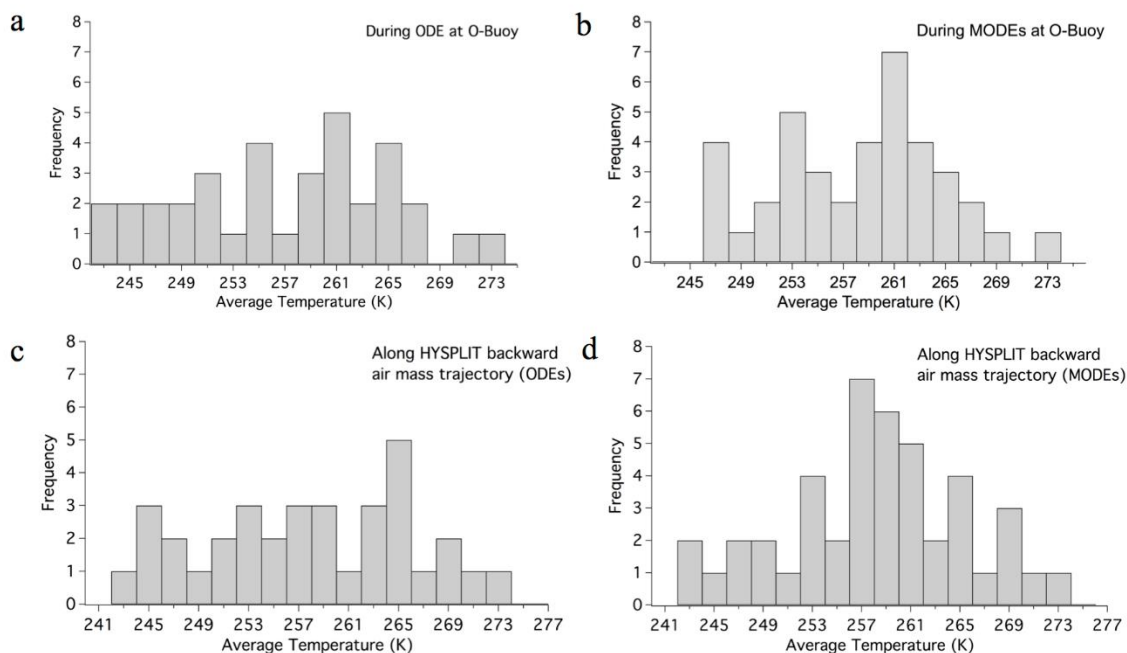 a
During ODE at O-Buoy
8
7
6
5
4
3
2
1
0
Frequency
245 249 253 257 261 265 269 273
Average Temperature (K)
b
During MODEs at O-Buoy
8
7
6
5
4
3
2
1
0
Frequency
245 249 253 257 261 265 269 273
Average Temperature (K)
c
Along HYSPLIT backward
air mass trajectory (ODEs)
8
7
6
5
4
3
2
1
0
Frequency
241 245 249 253 257 261 265 269 273 277
Average Temperature (K)
d
Along HYSPLIT backward
air mass trajectory (MODEs)
8
7
6
5
4
3
2
1
0
Frequency
241 245 249 253 257 261 265 269 273 277
Average Temperature (K)